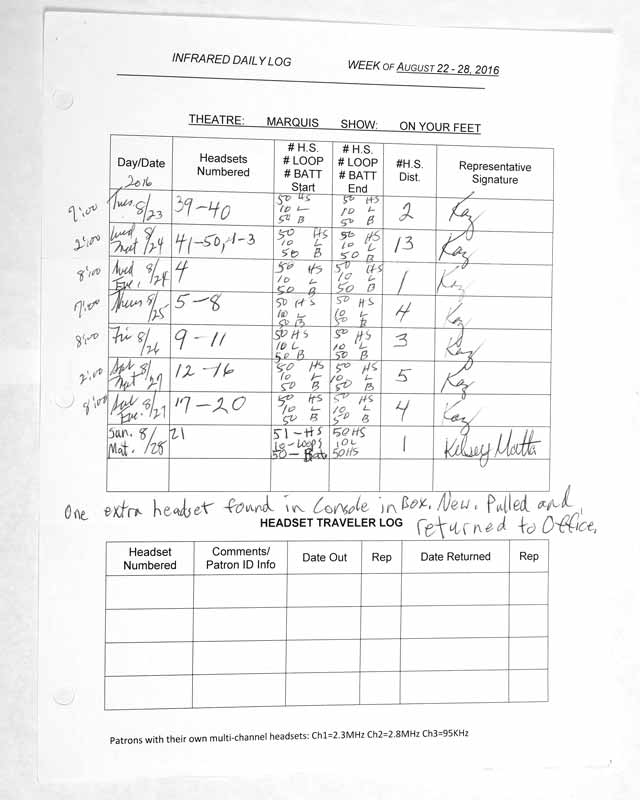 INFRARED DAILY LOG WEEK OF AUGUST 22 - 28, 2016
THEATRE: MARQUIS SHOW: ON YOUR FEET
Day/Date Headsets Numbered # H.S. # LOOP # BATT Start # H.S. # LOOP # BATT End #H.S. Dist. Representative Signature
2016
7:00 Tues 8/23 39-40 50 HS 10 L 50 B 50 HS 10 L 50 B 2 Kaz
2:00 Wed Mat 8/24 41-50, 1-3 50 HS 10 L 50 B 50 HS 10 L 50 B 13 Kaz
8:00 Wed Eve. 8/24 4 50 HS 10 L 50 B 50 HS 10 L 50 B 1 Kaz
7:00 Thurs 8/25 5-8 50 HS 10 L 50 B 50 HS 10 L 50 B 4 Kaz
8:00 Fri 8/26 9-11 50 HS 10 L 50 B 50 HS 10 L 50 B 3 Kaz
2:00 Sat Mat 8/27 12-16 50 HS 10 L 50 B 50 HS 10 L 50 B 5 Kaz
8:00 Sat Eve. 8/27 17-20 50 HS 10 L 50 B 50 HS 10 L 50 B 4 Kaz
Sun. Mat. 8/28 21 51-HS 10-Loops 50-Bats 50HS 10L 50HS 1 Kelsey Matta
One extra headset found in Console in Box. New. Pulled and
returned to Office.
HEADSET TRAVELER LOG
Headset Numbered Comments/ Patron ID Info Date Out Rep Date Returned Rep
Patrons with their own multi-channel headsets: Ch1=2.3MHz Ch2=2.8MHz Ch3=95KHz